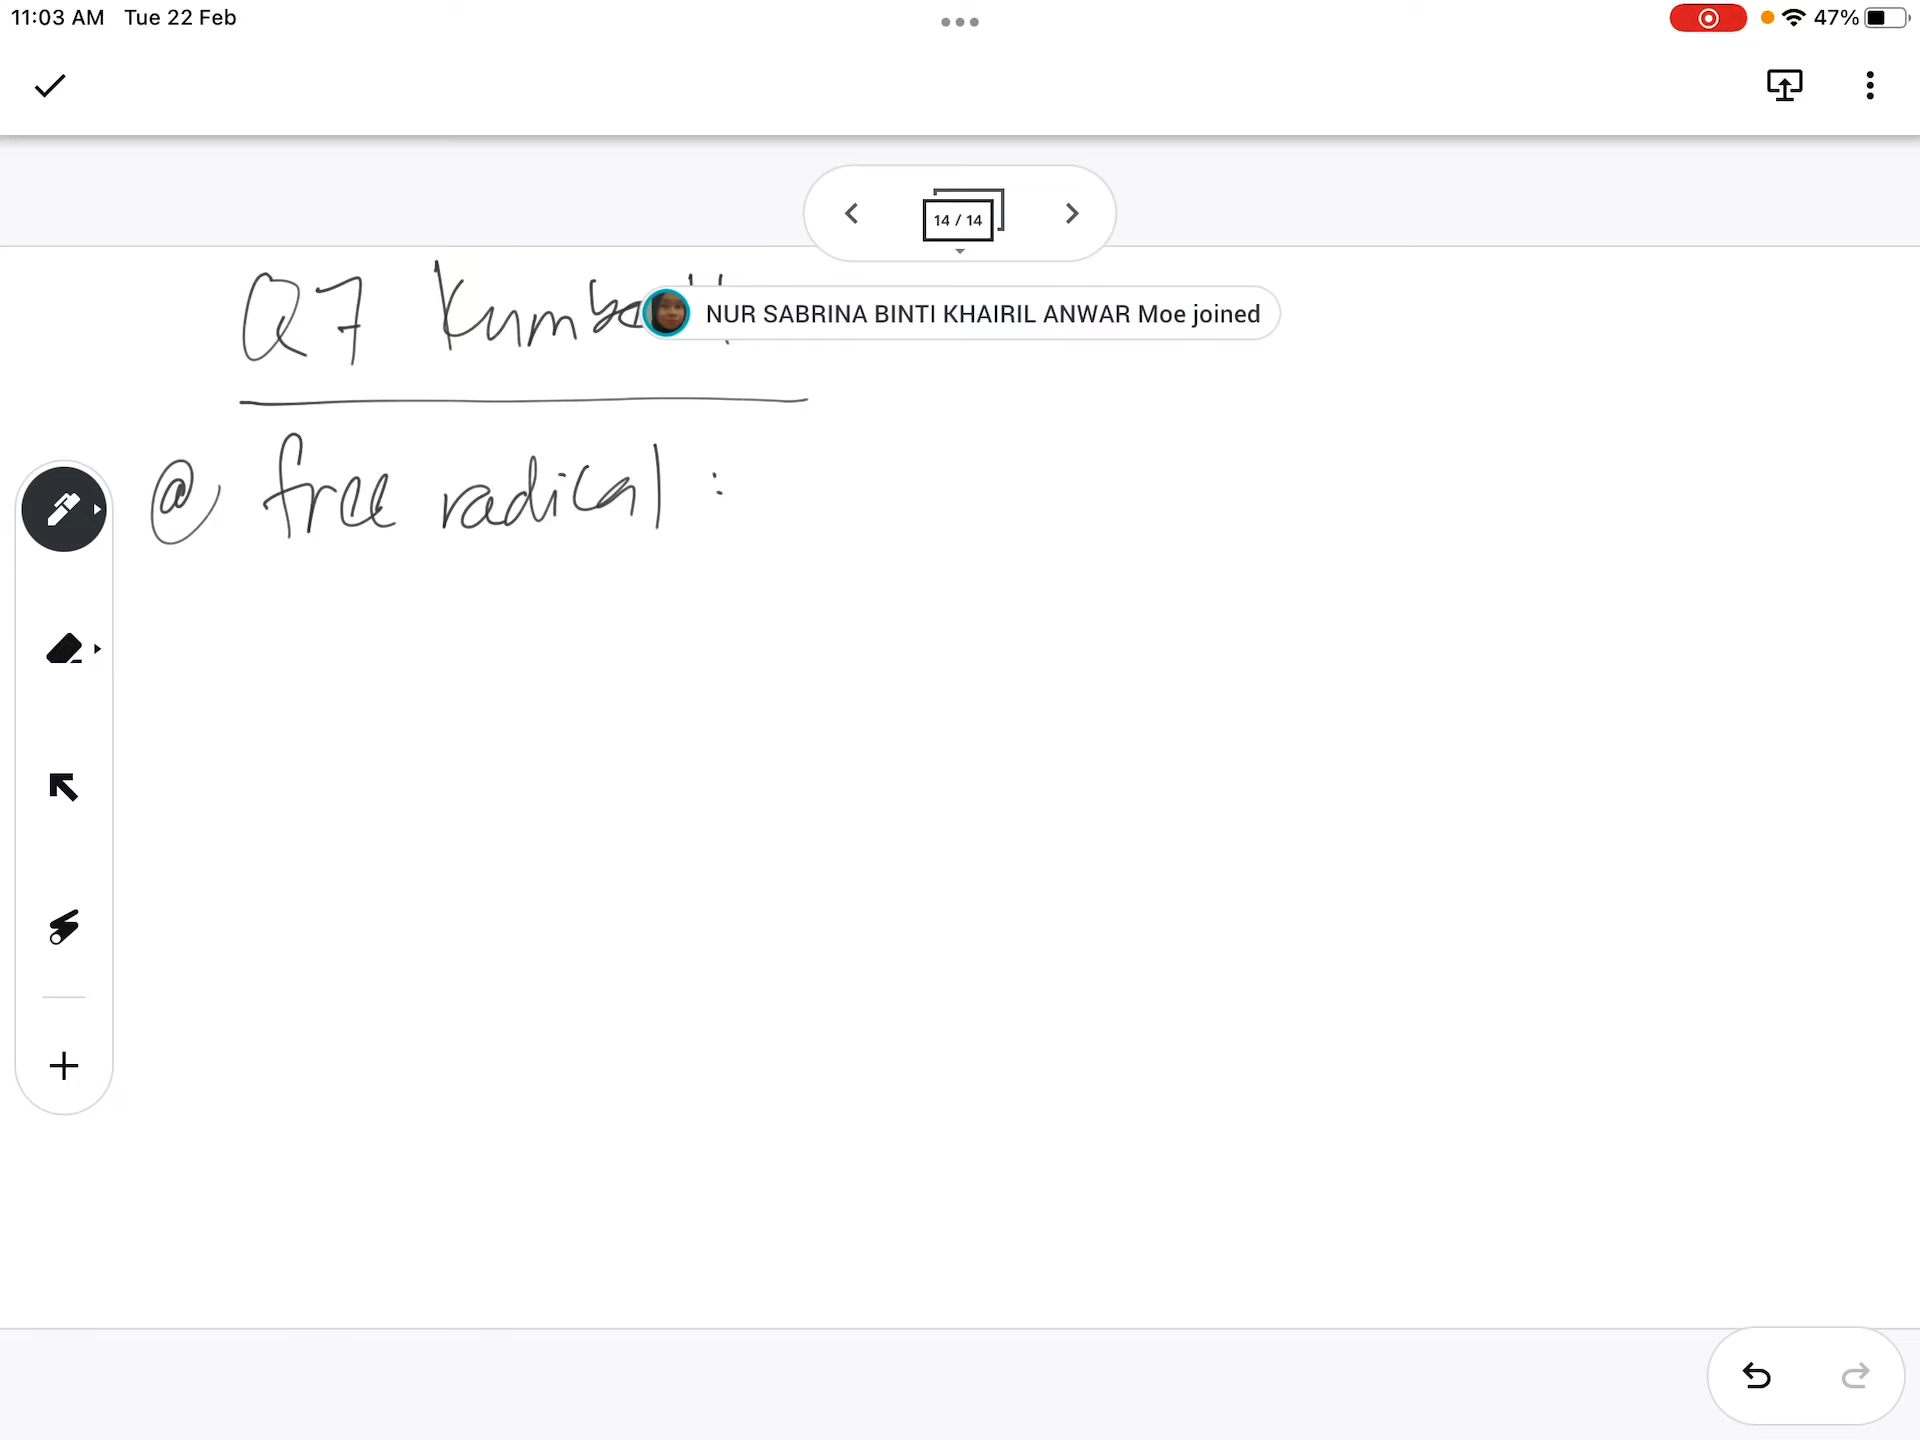 11:03 AM Tue 22 Feb
47%
14 / 14
Q7
NUR SABRINA BINTI KHAIRIL ANWAR Moe joined
@ free radical :